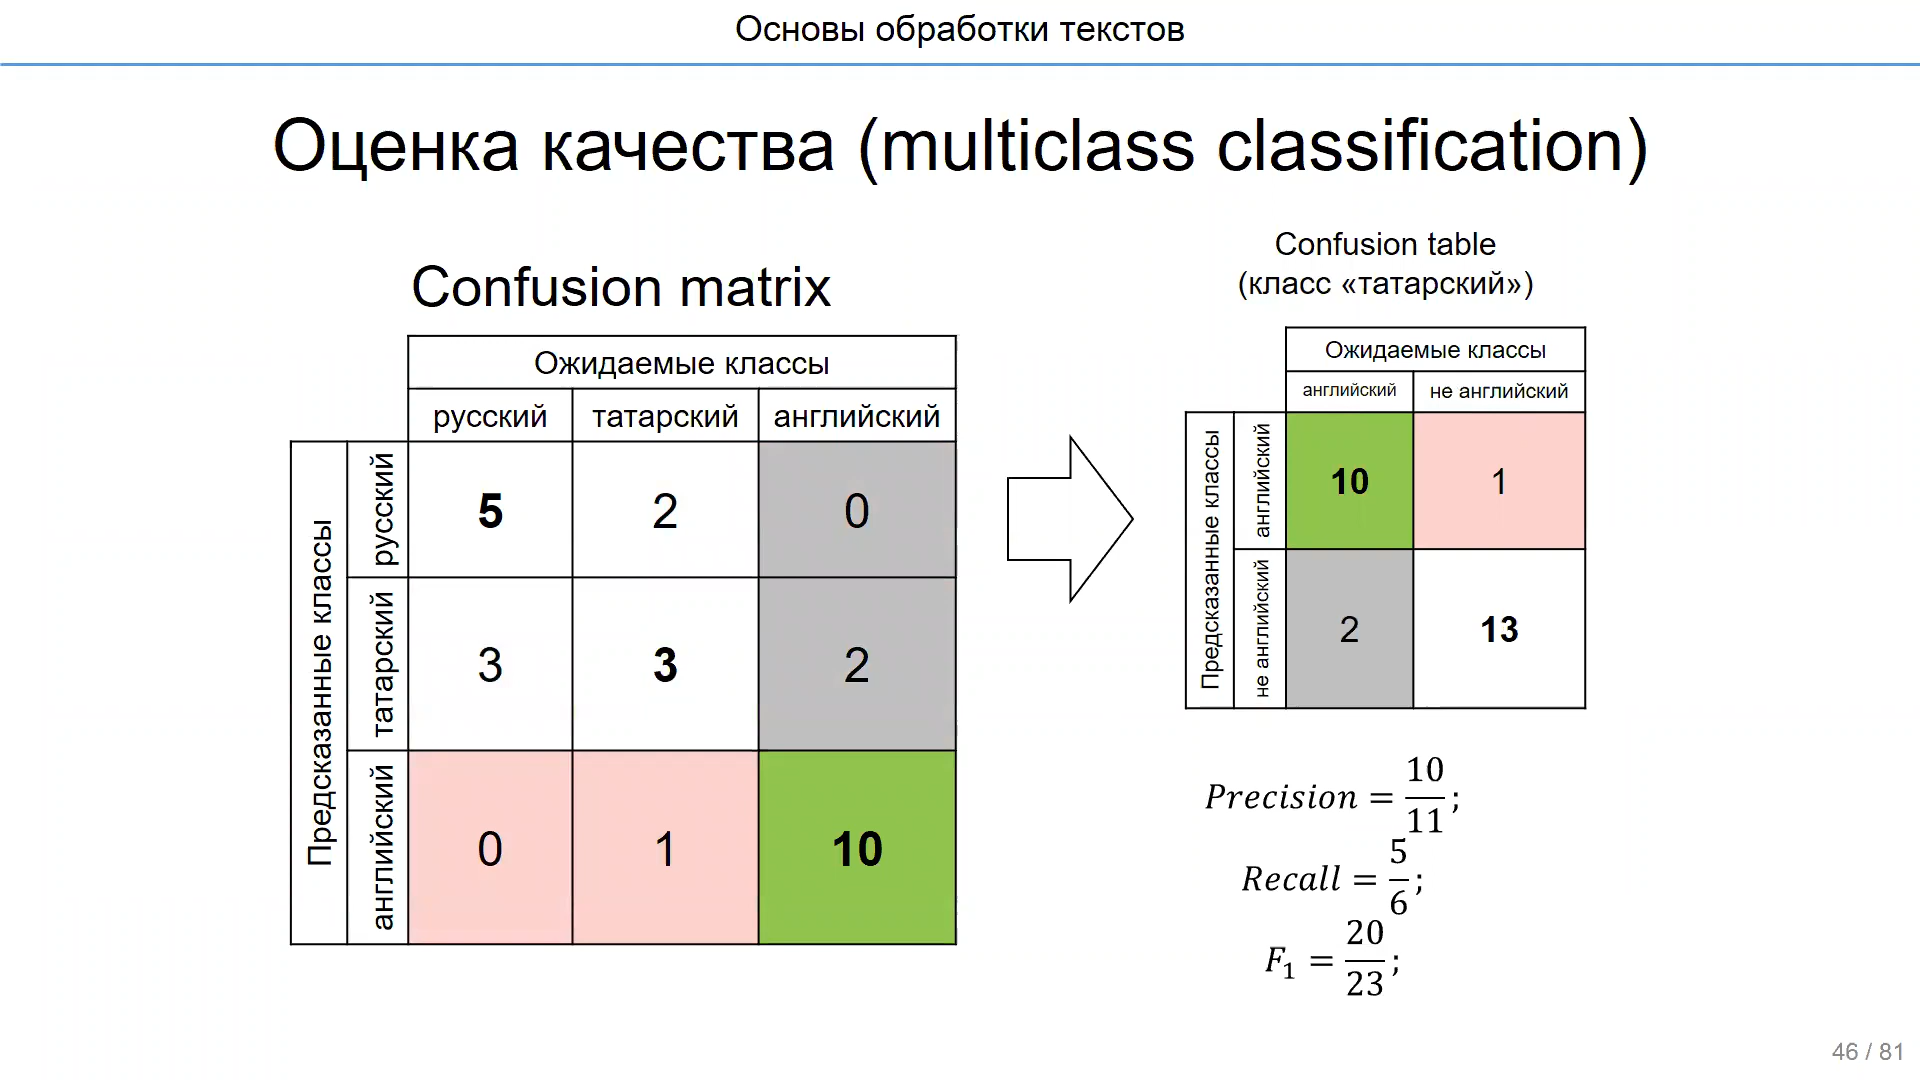 Основы обработки текстов
Оценка качества (multiclass classification)
Confusion matrix
Ожидаемые классы
русский татарский английский
Предсказанные классы
русский 5 2 0
татарский 3 3 2
английский 0 1 10
Confusion table
(класс «татарский»)
Ожидаемые классы
английский не английский
Предсказанные классы
английский 10 1
не английский 2 13
Precision = 10/11;
Recall = 5/6;
F₁ = 20/23;
46 / 81